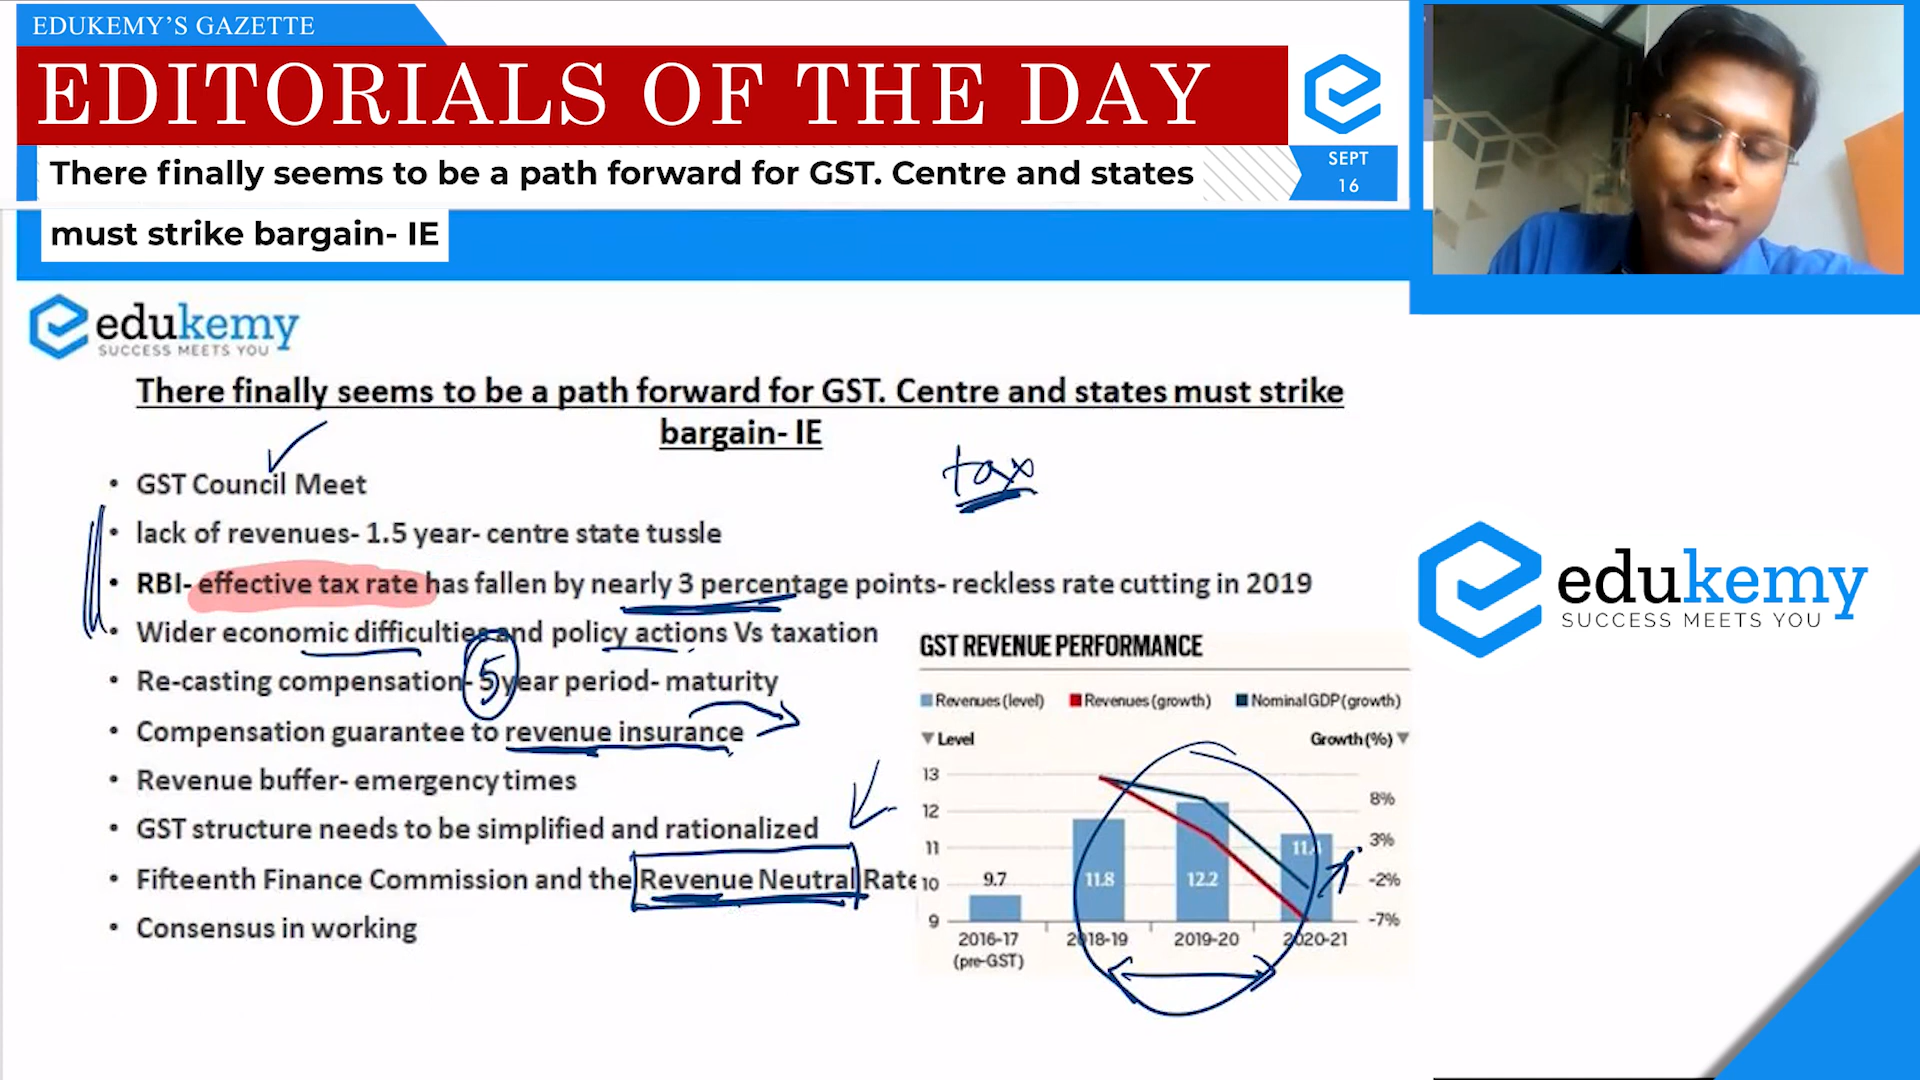 EDUKEMY'S GAZETTE
EDITORIALS OF THE DAY
SEPT
16
There finally seems to be a path forward for GST. Centre and states
must strike bargain- IE
edukemy
SUCCESS MEETS YOU
There finally seems to be a path forward for GST. Centre and states must strike
bargain- IE
tax
• GST Council Meet
• lack of revenues- 1.5 year- centre state tussle
• RBI- effective tax rate has fallen by nearly 3 percentage points- reckless rate cutting in 2019
• Wider economic difficulties and policy actions Vs taxation
• Re-casting compensation- 5 year period- maturity
• Compensation guarantee to revenue insurance
• Revenue buffer- emergency times
• GST structure needs to be simplified and rationalized
• Fifteenth Finance Commission and the Revenue Neutral Rate
• Consensus in working
GST REVENUE PERFORMANCE
Revenues (level) Revenues (growth) Nominal GDP (growth)
Level Growth (%)
13
12 8%
11 3%
10 -2%
9 -7%
9.7 11.8 12.2 11.4
2016-17 2018-19 2019-20 2020-21
(pre-GST)
edukemy
SUCCESS MEETS YOU